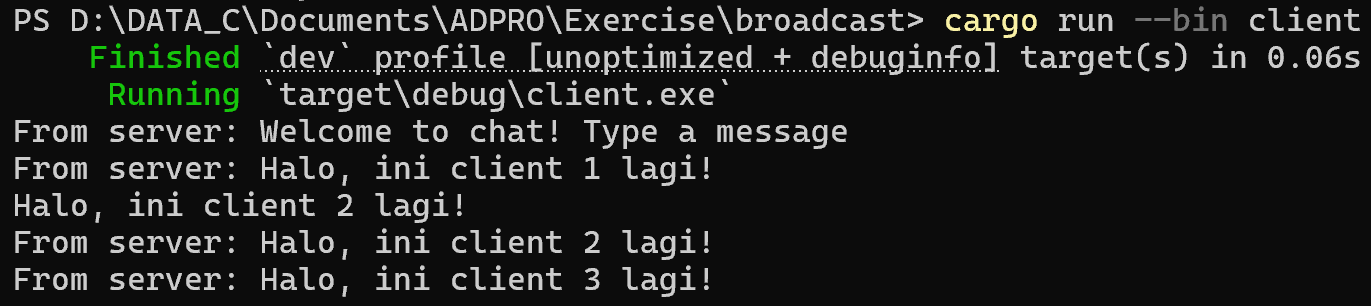 PS D:\DATA_C\Documents\ADPRO\Exercise\broadcast> cargo run --bin client
Finished `dev` profile [unoptimized + debuginfo] target(s) in 0.06s
Running `target\debug\client.exe`
From server: Welcome to chat! Type a message
From server: Halo, ini client 1 lagi!
Halo, ini client 2 lagi!
From server: Halo, ini client 2 lagi!
From server: Halo, ini client 3 lagi!